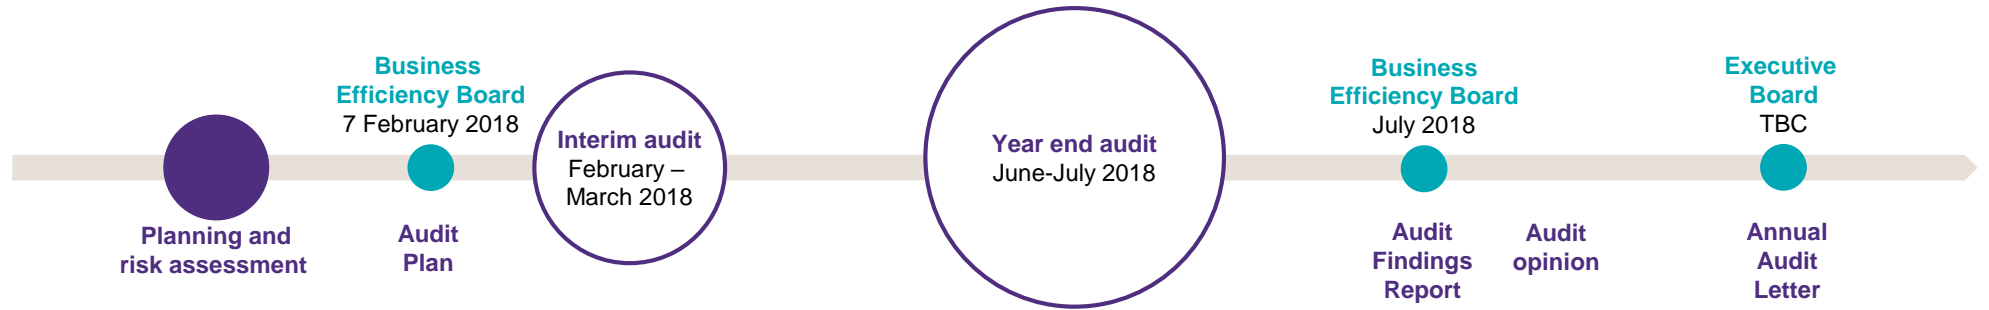 Planning and
risk assessment
Business
Efficiency Board
7 February 2018
Audit
Plan
Interim audit
February –
March 2018
Year end audit
June-July 2018
Business
Efficiency Board
July 2018
Audit
Findings
Report
Audit
opinion
Executive
Board
TBC
Annual
Audit
Letter